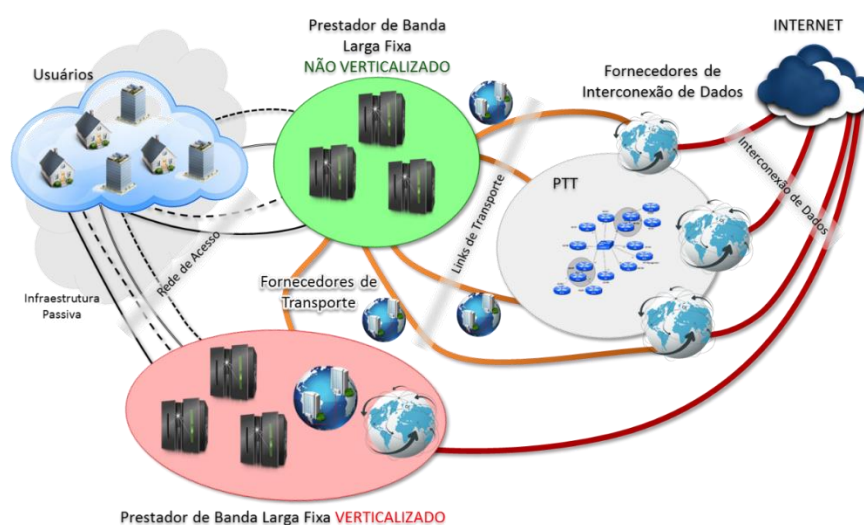 Prestador de Banda
Larga Fixa
NÃO VERTICALIZADO
INTERNET
Usuários
Fornecedores de
Interconexão de Dados
Interconexão de Dados
PTT
Links de Transporte
Rede de Acesso
Fornecedores de
Transporte
Infraestrutura
Passiva
Prestador de Banda Larga Fixa VERTICALIZADO